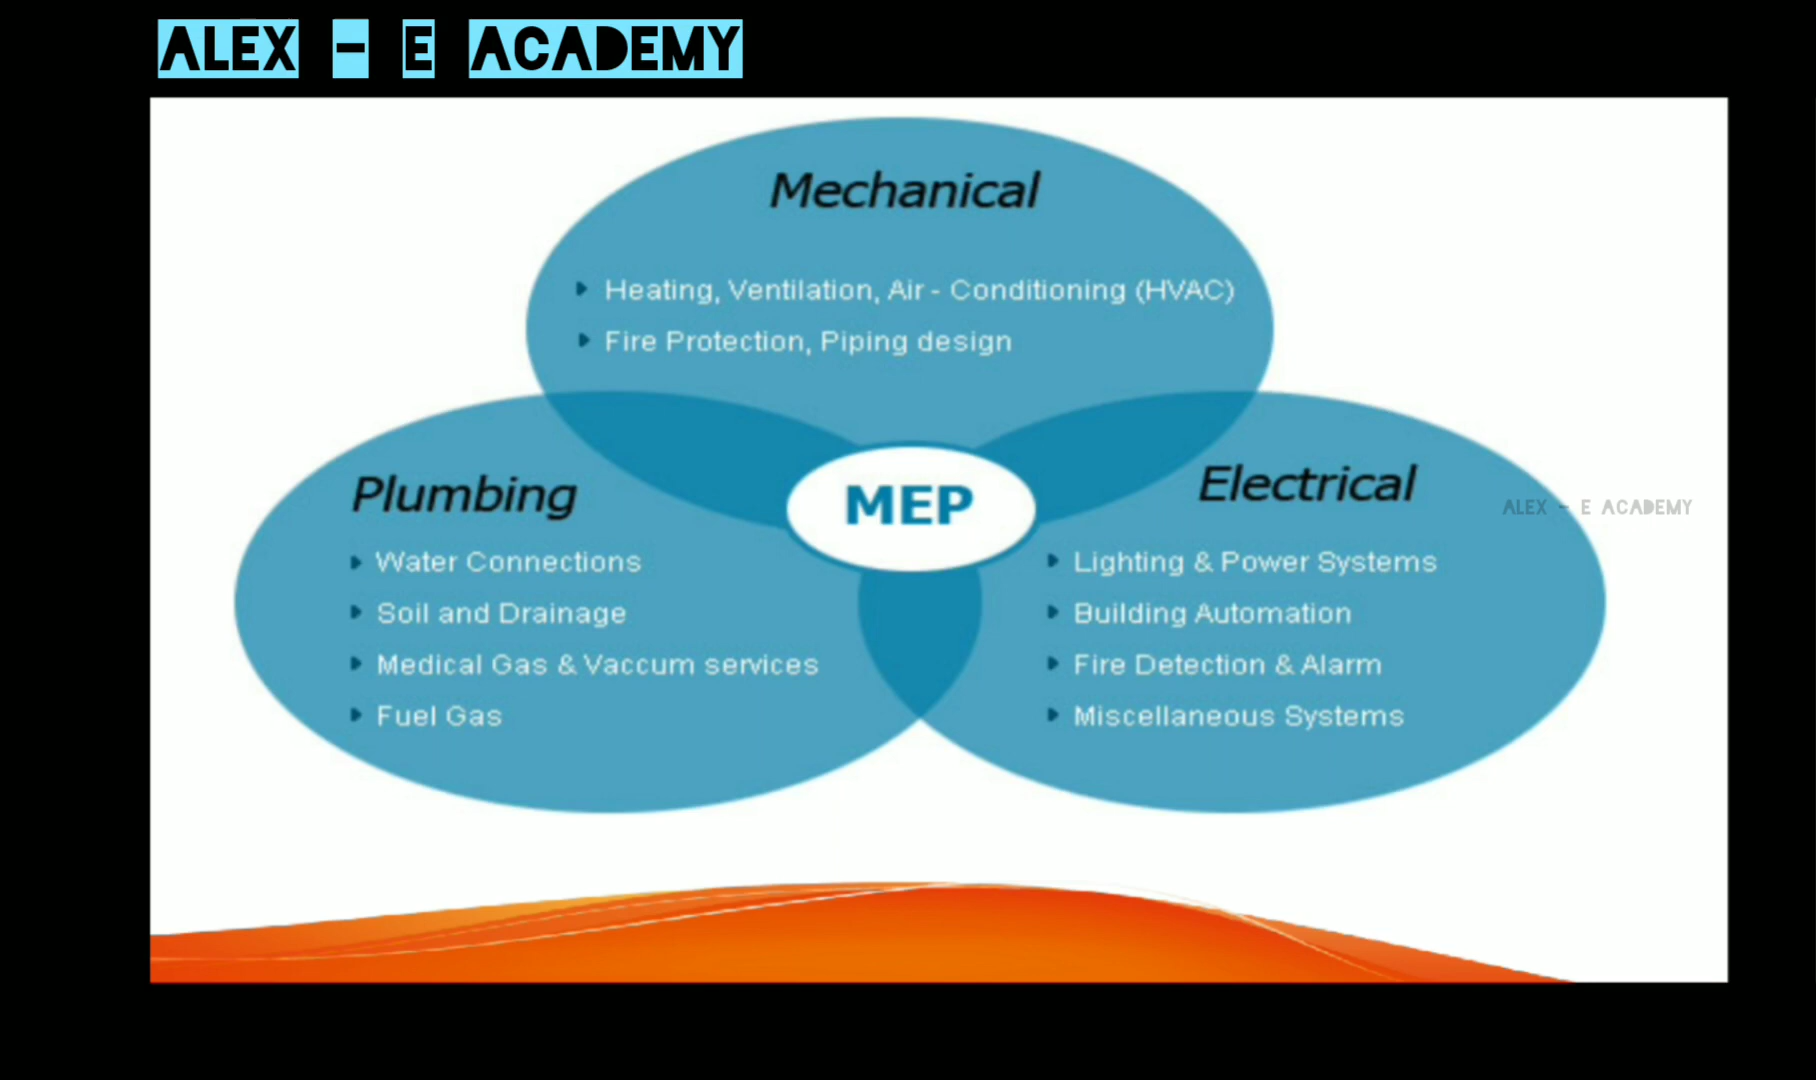 ALEX - E ACADEMY
Mechanical
Heating, Ventilation, Air - Conditioning (HVAC)
Fire Protection, Piping design
MEP
Plumbing
Water Connections
Soil and Drainage
Medical Gas & Vaccum services
Fuel Gas
Electrical
Lighting & Power Systems
Building Automation
Fire Detection & Alarm
Miscellaneous Systems
ALEX - E ACADEMY